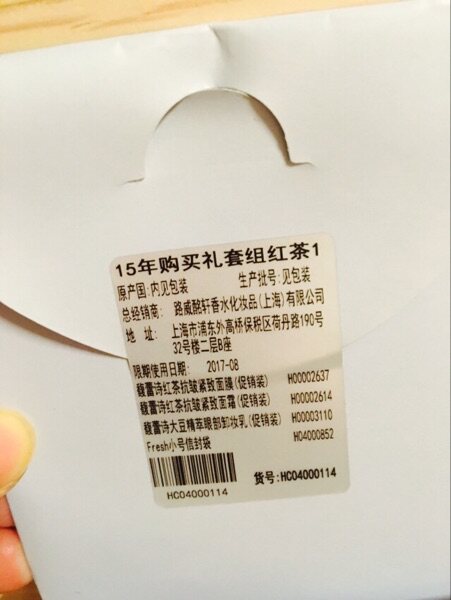 15年购买礼套组红茶1
原产国:内见包装 生产批号:见包装
总经销商: 路威酩轩香水化妆品(上海)有限公司
地 址: 上海市浦东外高桥保税区荷丹路190号
32号楼二层B座
限期使用日期: 2017-08
馥蕾诗红茶抗皱紧致面膜(促销装) H00002637
馥蕾诗红茶抗皱紧致面霜(促销装) H00002614
馥蕾诗大豆精萃眼部卸妆乳(促销装) H00003110
Fresh小号信封袋 H04000852
货号:HC04000114
HC04000114